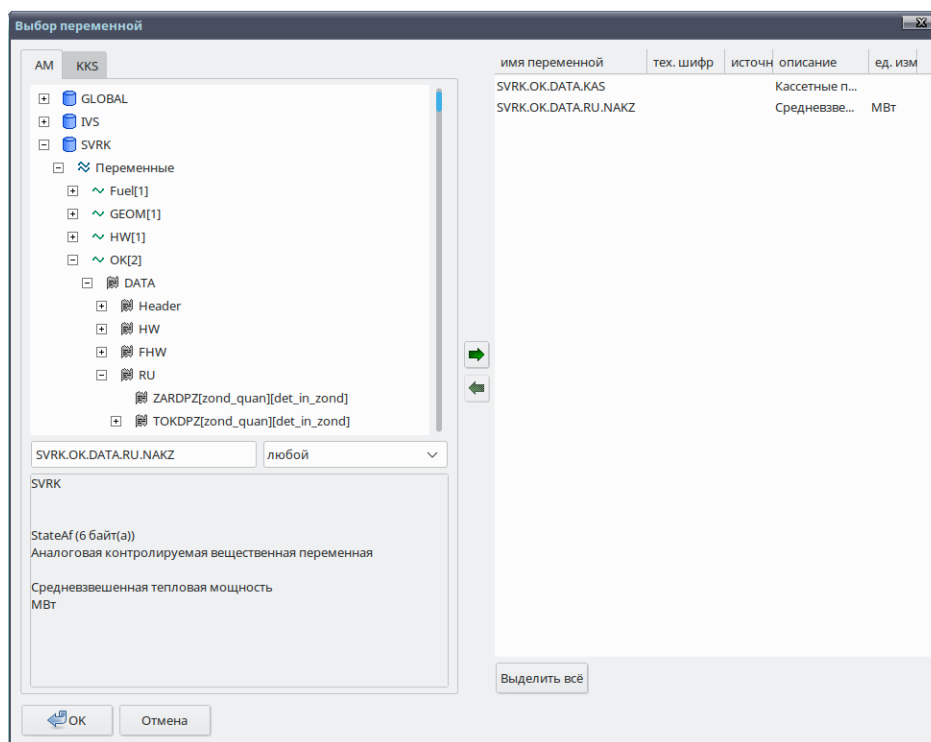 Выбор переменной
AM KKS
GLOBAL
IVS
SVRK
Переменные
Fuel[1]
GEOM[1]
HW[1]
OK[2]
DATA
Header
HW
FHW
RU
ZARDPZ[zond_quan][det_in_zond]
TOKDPZ[zond_quan][det_in_zond]
SVRK.OK.DATA.RU.NAKZ любой
SVRK
StateAf (6 байт(а))
Аналоговая контролируемая вещественная переменная
Средневзвешенная тепловая мощность
МВт
OK Отмена
имя переменной тех. шифр источн описание ед. изм
SVRK.OK.DATA.KAS Кассетные п...
SVRK.OK.DATA.RU.NAKZ Средневзве... МВт
Выделить всё